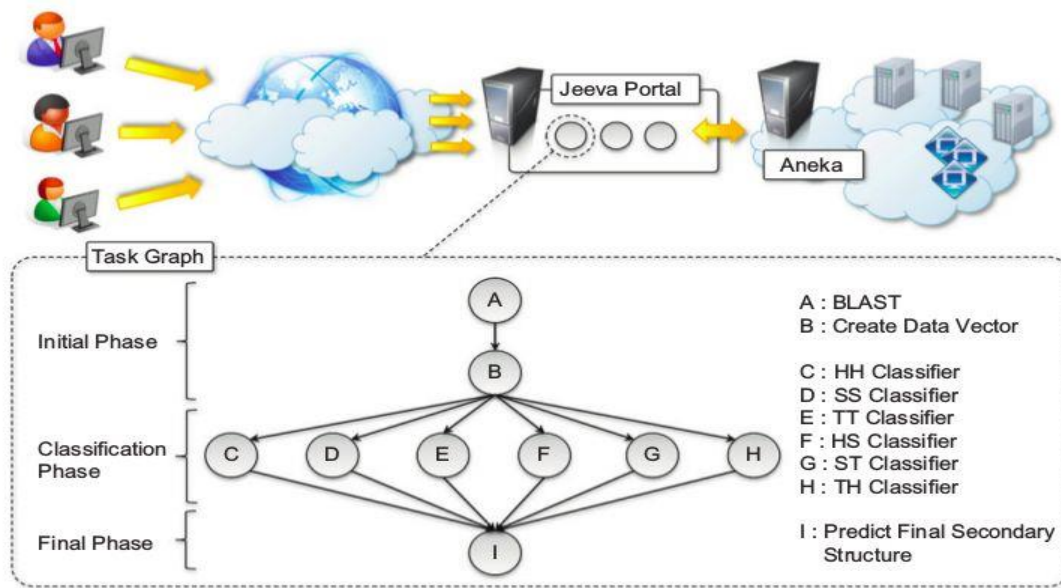 Jeeva Portal
Aneka
Task Graph
Initial Phase
Classification
Phase
Final Phase
A
B
C
D
E
F
G
H
I
A : BLAST
B : Create Data Vector
C : HH Classifier
D : SS Classifier
E : TT Classifier
F : HS Classifier
G : ST Classifier
H : TH Classifier
I : Predict Final Secondary
Structure